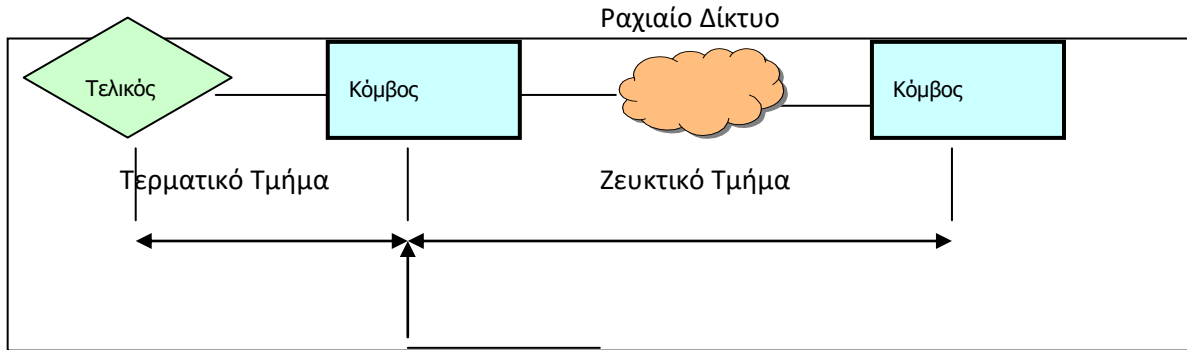 Ραχιαίο Δίκτυο
Τελικός
Κόμβος
Κόμβος
Τερματικό Τμήμα
Ζευκτικό Τμήμα